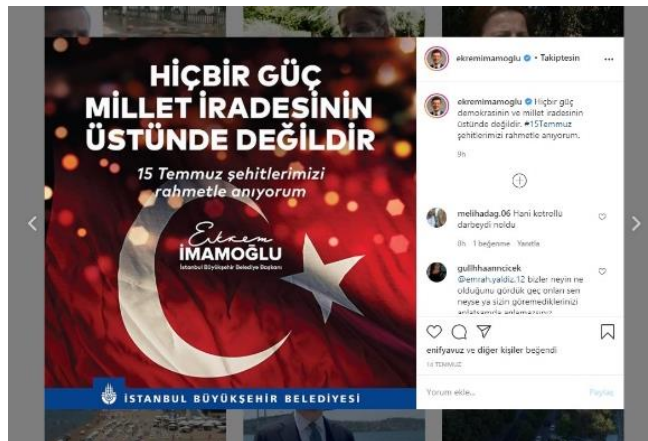 HİÇBİR GÜÇ
MİLLET İRADESİNİN
ÜSTÜNDE DEĞİLDİR
15 Temmuz şehitlerimizi
rahmetle anıyorum
Ekrem
İMAMOĞLU
İstanbul Büyükşehir Belediye Başkanı
İSTANBUL BÜYÜKŞEHİR BELEDİYESİ
ekremimamoglu • Takiptesin
ekremimamoglu Hiçbir güç
demokrasinin ve millet iradesinin
üstünde değildir. #15Temmuz
şehitlerimizi rahmetle anıyorum.
9h
melihadag.06 Hani kotrollü
darbeydi noldu
8h 1 beğenme Yanıtla
gullhhaamncicek
@emrah.yaldiz.12 bizler neyin ne
olduğunu gördük geç onları sen
neyse ya sizin göremediklerinizi
anlatsamda anlamazsınız
enifyavuz ve diğer kişiler beğendi
14 TEMMUZ
Yorum ekle...
Paylaş